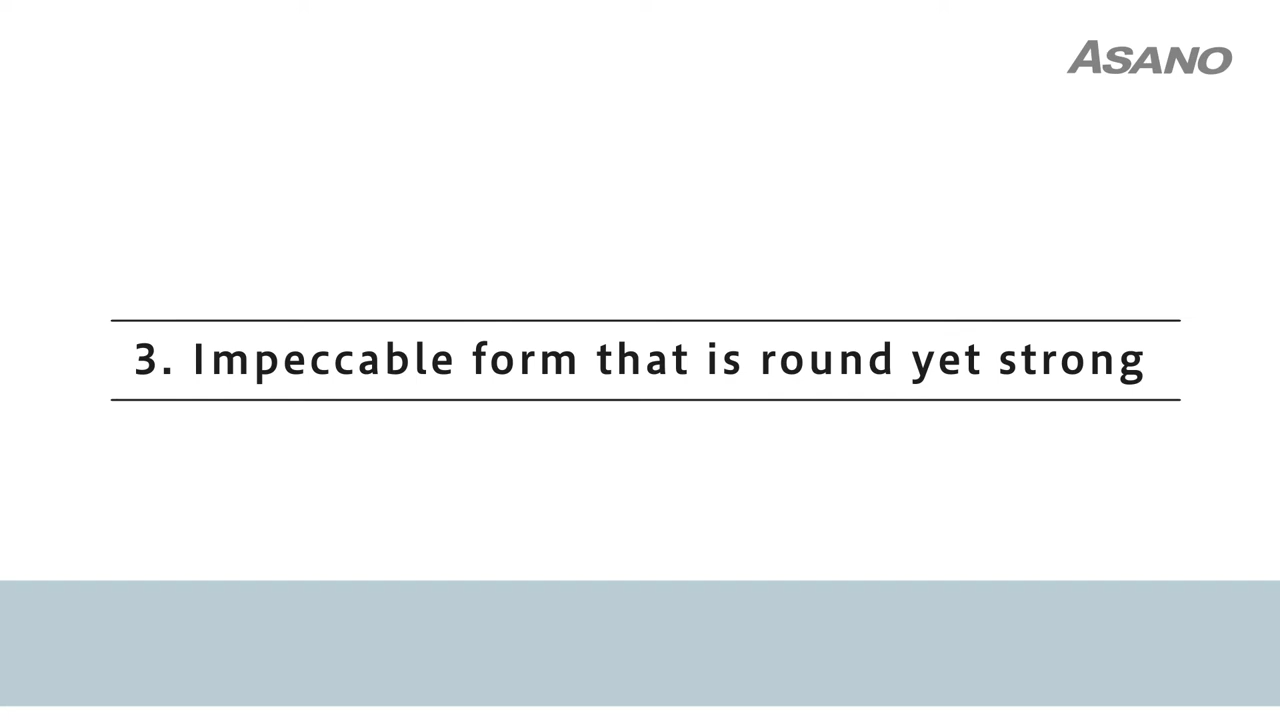 ASANO
3. Impeccable form that is round yet strong